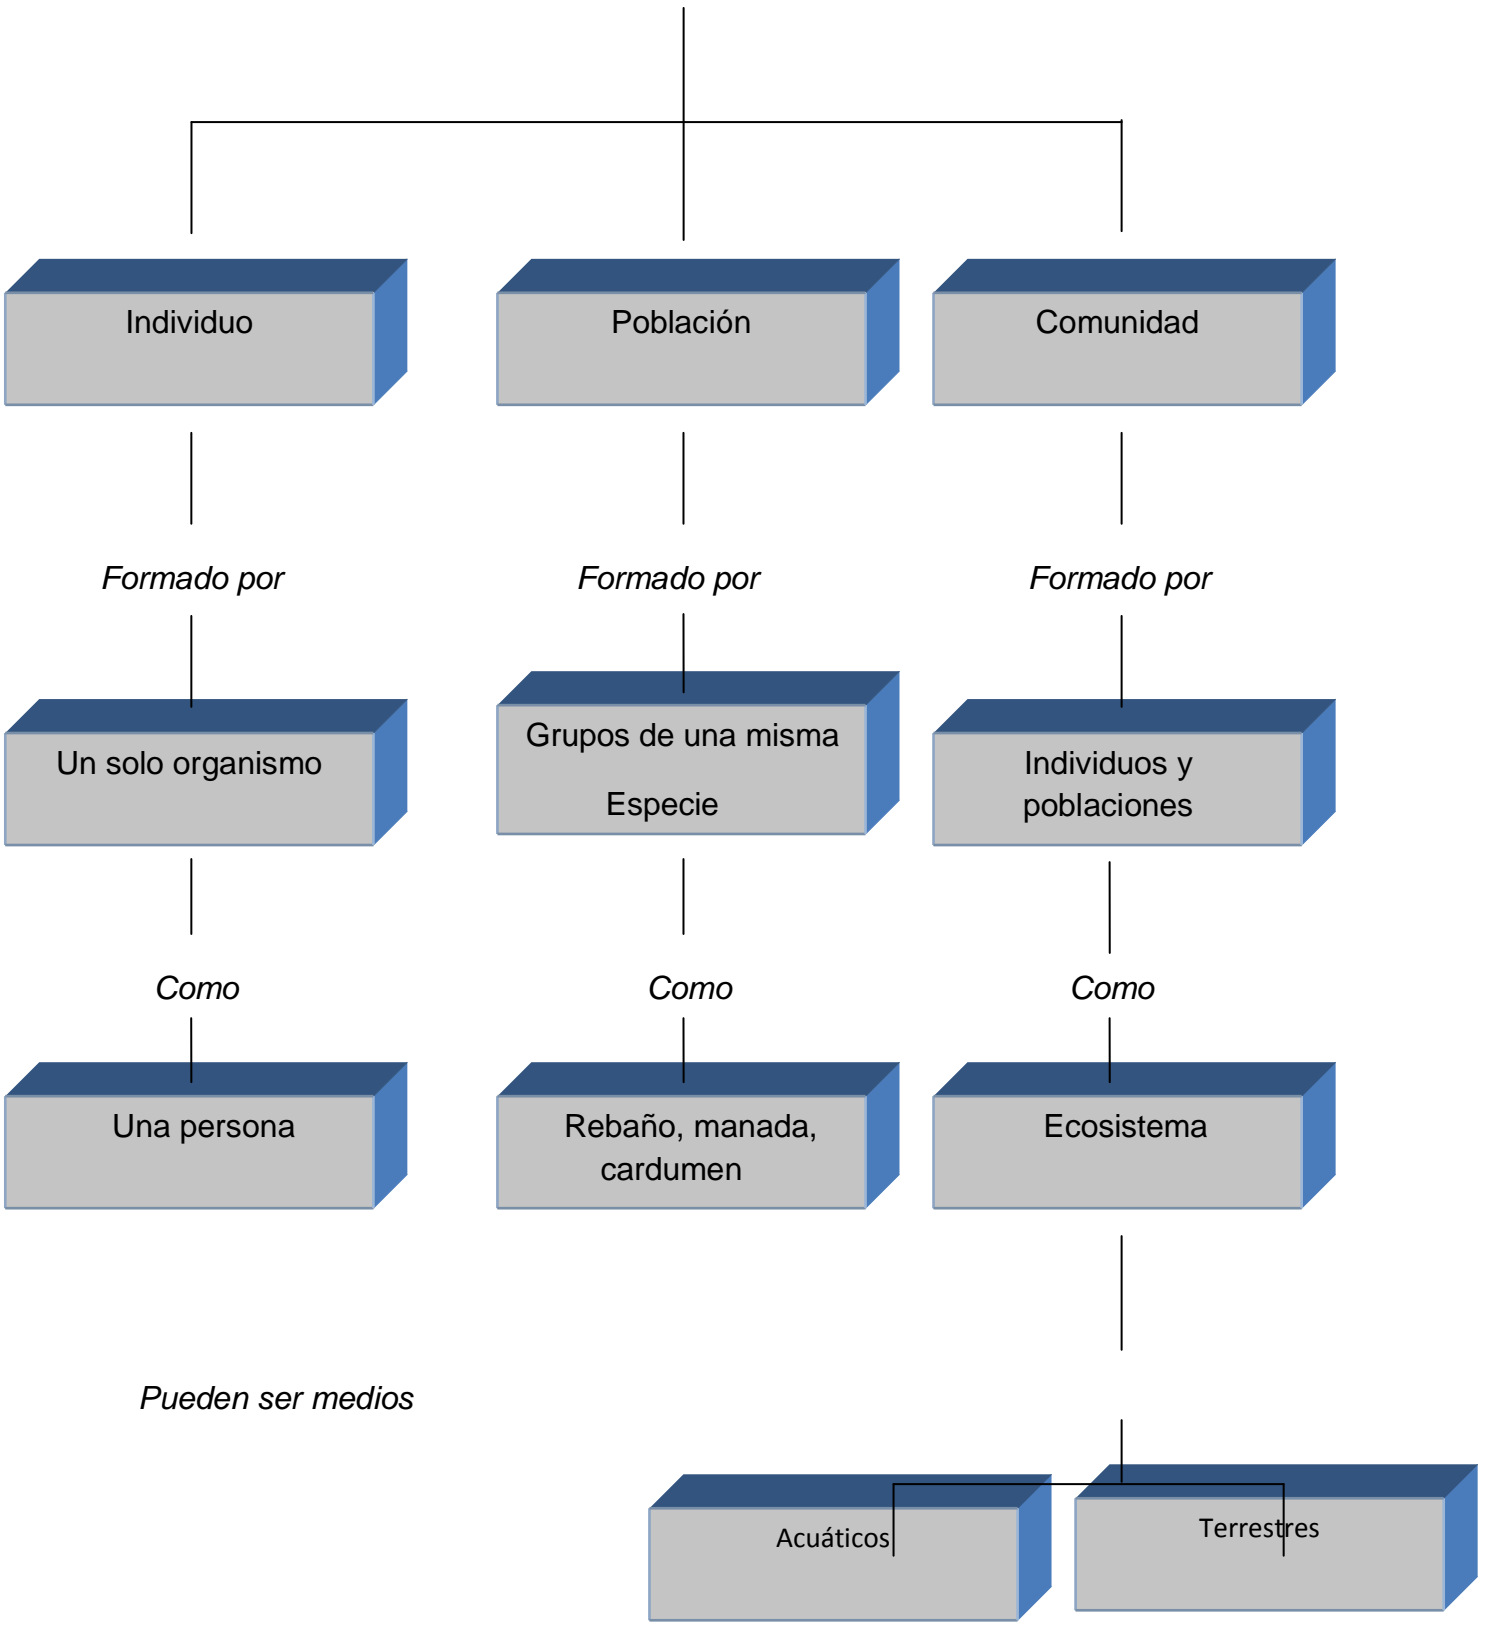 Individuo
Población
Comunidad
Formado por
Formado por
Formado por
Un solo organismo
Grupos de una misma
Especie
Individuos y
poblaciones
Como
Como
Como
Una persona
Rebaño, manada,
cardumen
Ecosistema
Pueden ser medios
Acuáticos
Terrestres